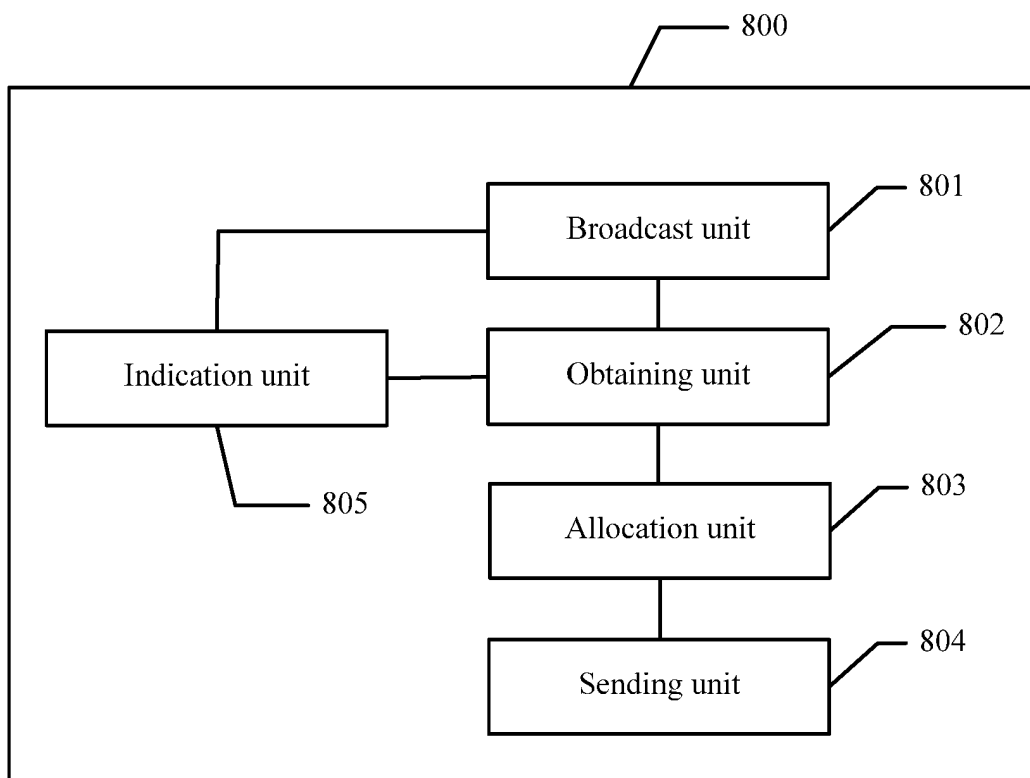 800
Broadcast unit
801
Indication unit
Obtaining unit
802
805
Allocation unit
803
Sending unit
804